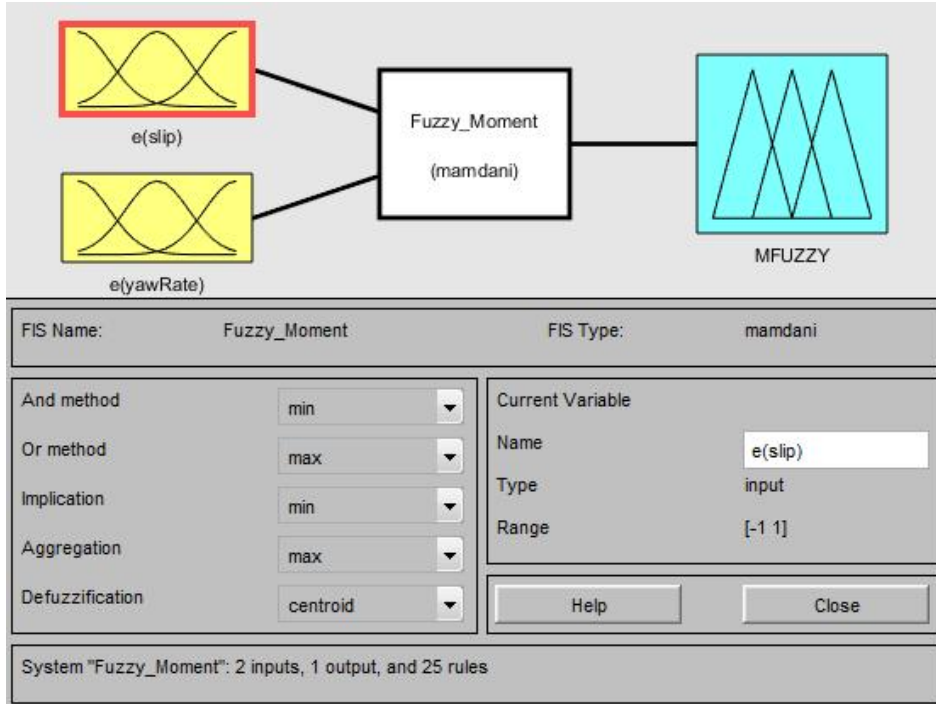 e(slip)
e(yawRate)
Fuzzy_Moment
(mamdani)
MFUZZY
FIS Name: Fuzzy_Moment FIS Type: mamdani
And method min
Or method max
Implication min
Aggregation max
Defuzzification centroid
Current Variable
Name e(slip)
Type input
Range [-1 1]
Help Close
System "Fuzzy_Moment": 2 inputs, 1 output, and 25 rules